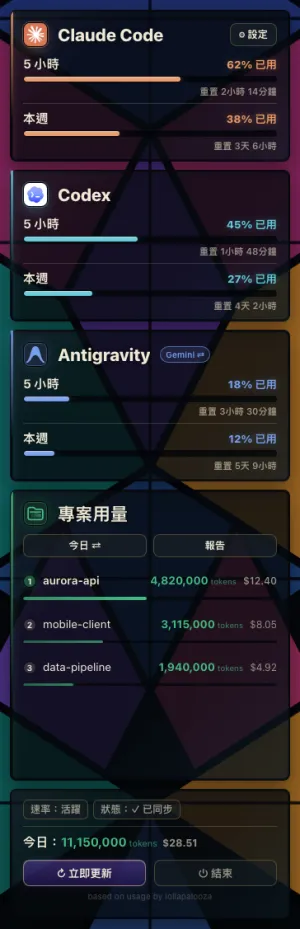 Claude Code ⚙ 設定
5 小時 62% 已用
重置 2小時 14分鐘
本週 38% 已用
重置 3天 6小時
Codex
5 小時 45% 已用
重置 1小時 48分鐘
本週 27% 已用
重置 4天 2小時
Antigravity Gemini ⇄
5 小時 18% 已用
重置 3小時 30分鐘
本週 12% 已用
重置 5天 9小時
專案用量
今日 ⇄ 報告
1 aurora-api 4,820,000 tokens $12.40
2 mobile-client 3,115,000 tokens $8.05
3 data-pipeline 1,940,000 tokens $4.92
速率：活躍 狀態：✓ 已同步
今日：11,150,000 tokens $28.51
↻ 立即更新 ⏻ 結束
based on usage by lollapalooza